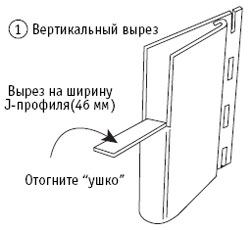 1 Вертикальный вырез
Вырез на ширину
J-профиля(46 мм)
Отогните “ушко”